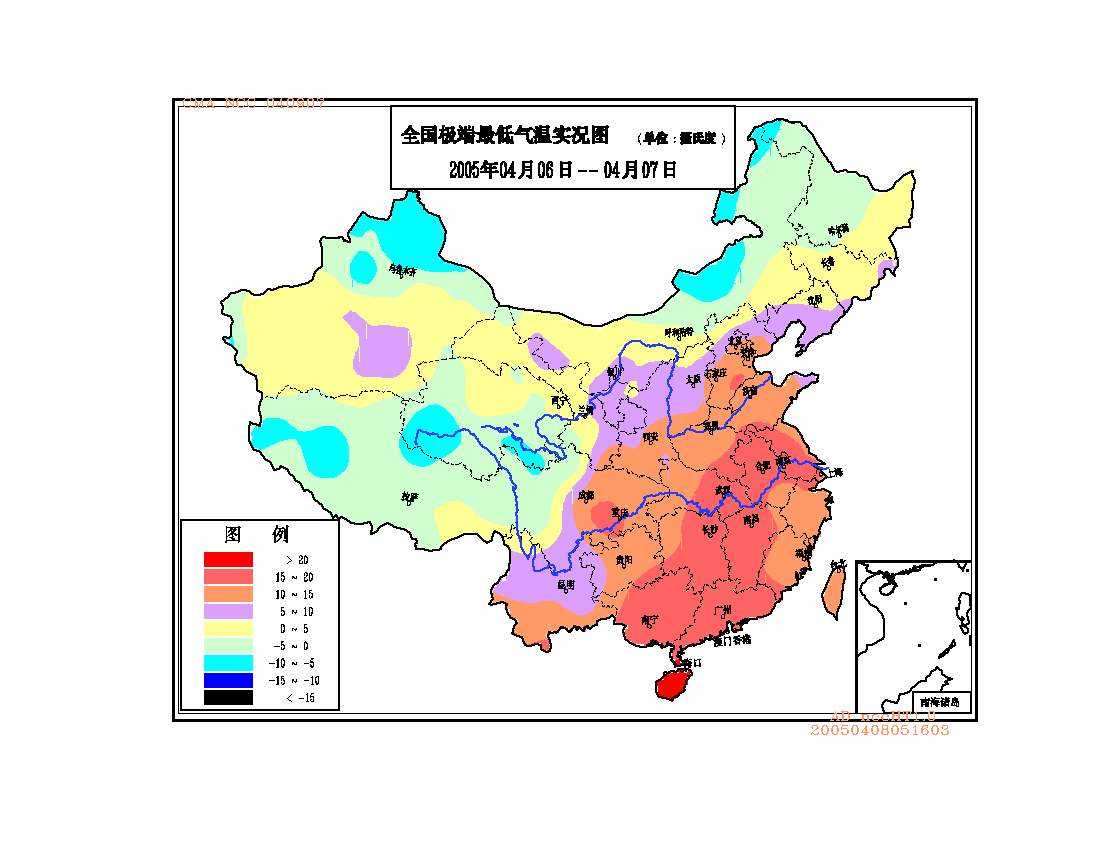 CMA NCC 040902
全国极端最低气温实况图 (单位：摄氏度)
2005年04月06日--04月07日
哈尔滨
长春
乌鲁木齐
沈阳
呼和浩特
北京
天津
银川
太原
石家庄
济南
西宁
兰州
郑州
西安
合肥
南京
上海
拉萨
成都
武汉
重庆
南昌
长沙
贵阳
福州
台北
昆明
南宁
广州
澳门 香港
海口
图 例
> 20
15 ~ 20
10 ~ 15
5 ~ 10
0 ~ 5
-5 ~ 0
-10 ~ -5
-15 ~ -10
< -15
南海诸岛
AD nccHT1.0
20050408051603